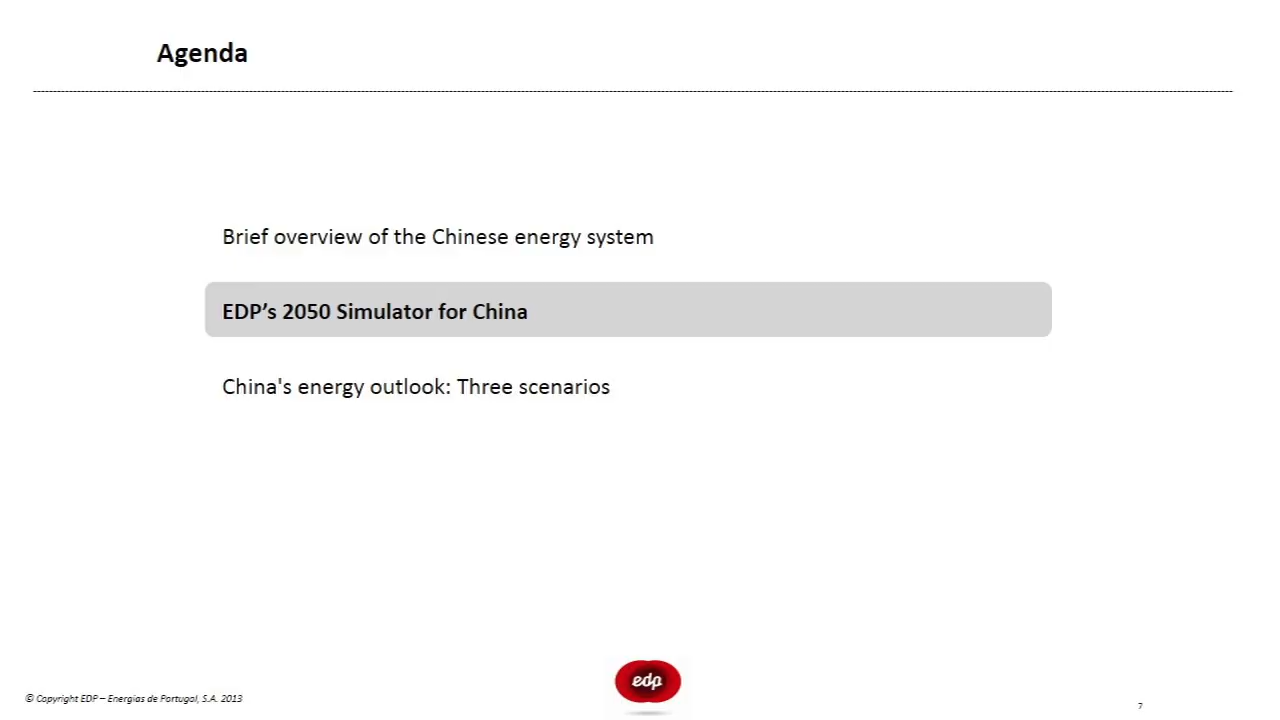 Agenda
Brief overview of the Chinese energy system
EDP’s 2050 Simulator for China
China's energy outlook: Three scenarios
edp
© Copyright EDP – Energias de Portugal, S.A. 2013
7